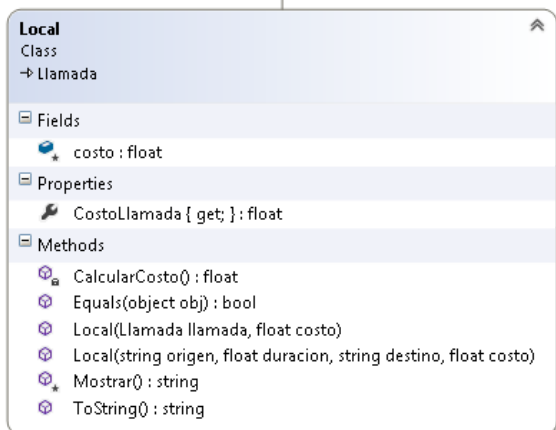 Local
Class
→ Llamada
Fields
costo : float
Properties
CostoLlamada { get; } : float
Methods
CalcularCosto() : float
Equals(object obj) : bool
Local(Llamada llamada, float costo)
Local(string origen, float duracion, string destino, float costo)
Mostrar() : string
ToString() : string